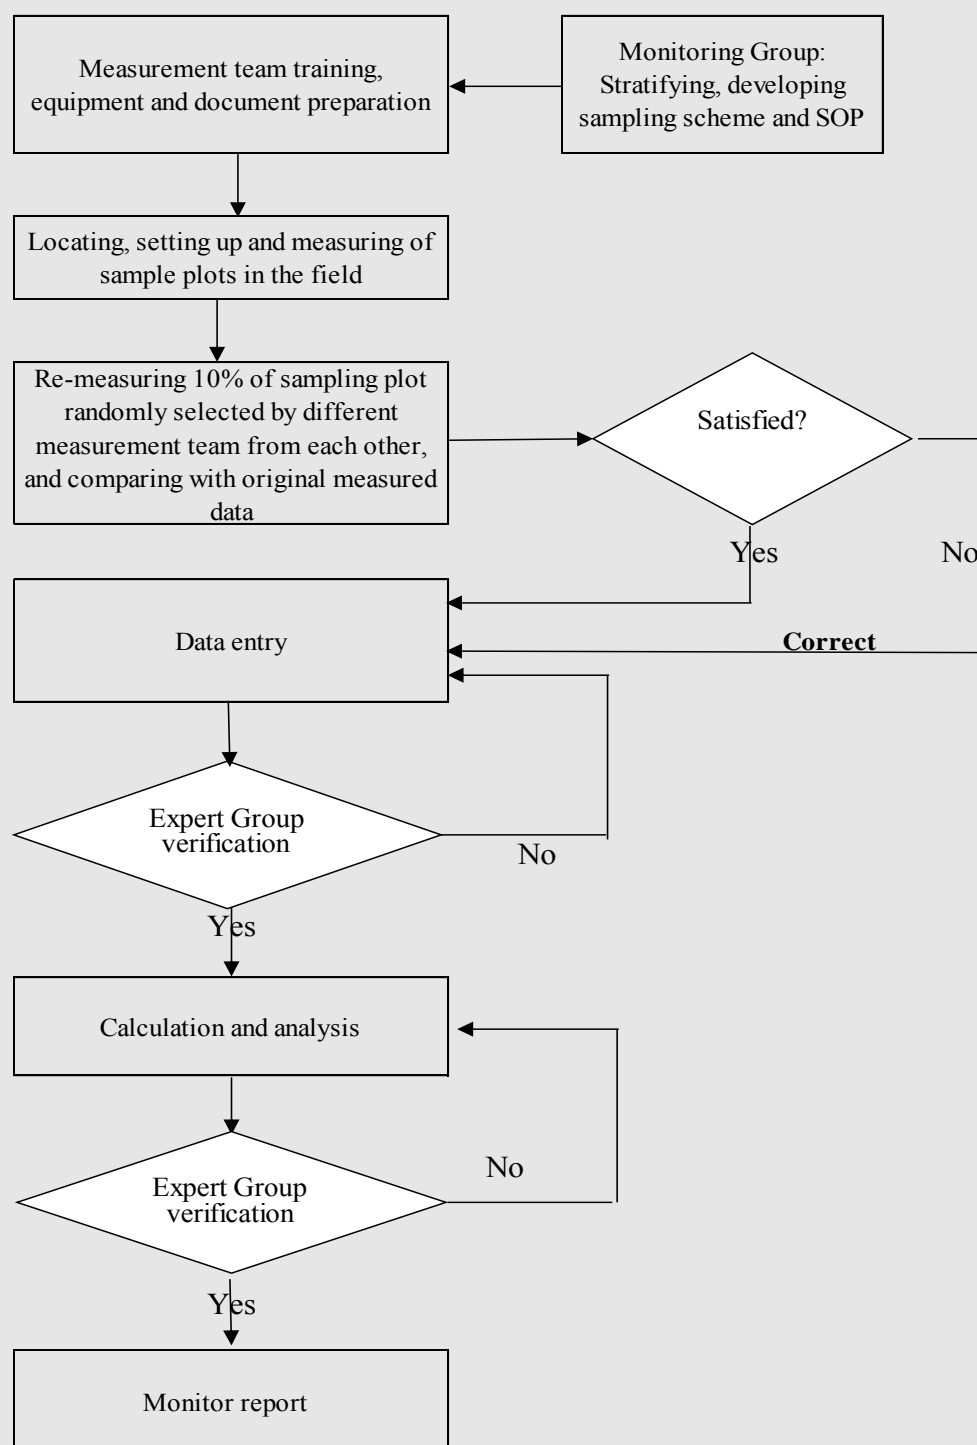 Measurement team training,
equipment and document preparation
Monitoring Group:
Stratifying, developing
sampling scheme and SOP
Locating, setting up and measuring of
sample plots in the field
Re-measuring 10% of sampling plot
randomly selected by different
measurement team from each other,
and comparing with original measured
data
Satisfied?
Yes
No
Data entry
Correct
Expert Group
verification
No
Yes
Calculation and analysis
Expert Group
verification
No
Yes
Monitor report